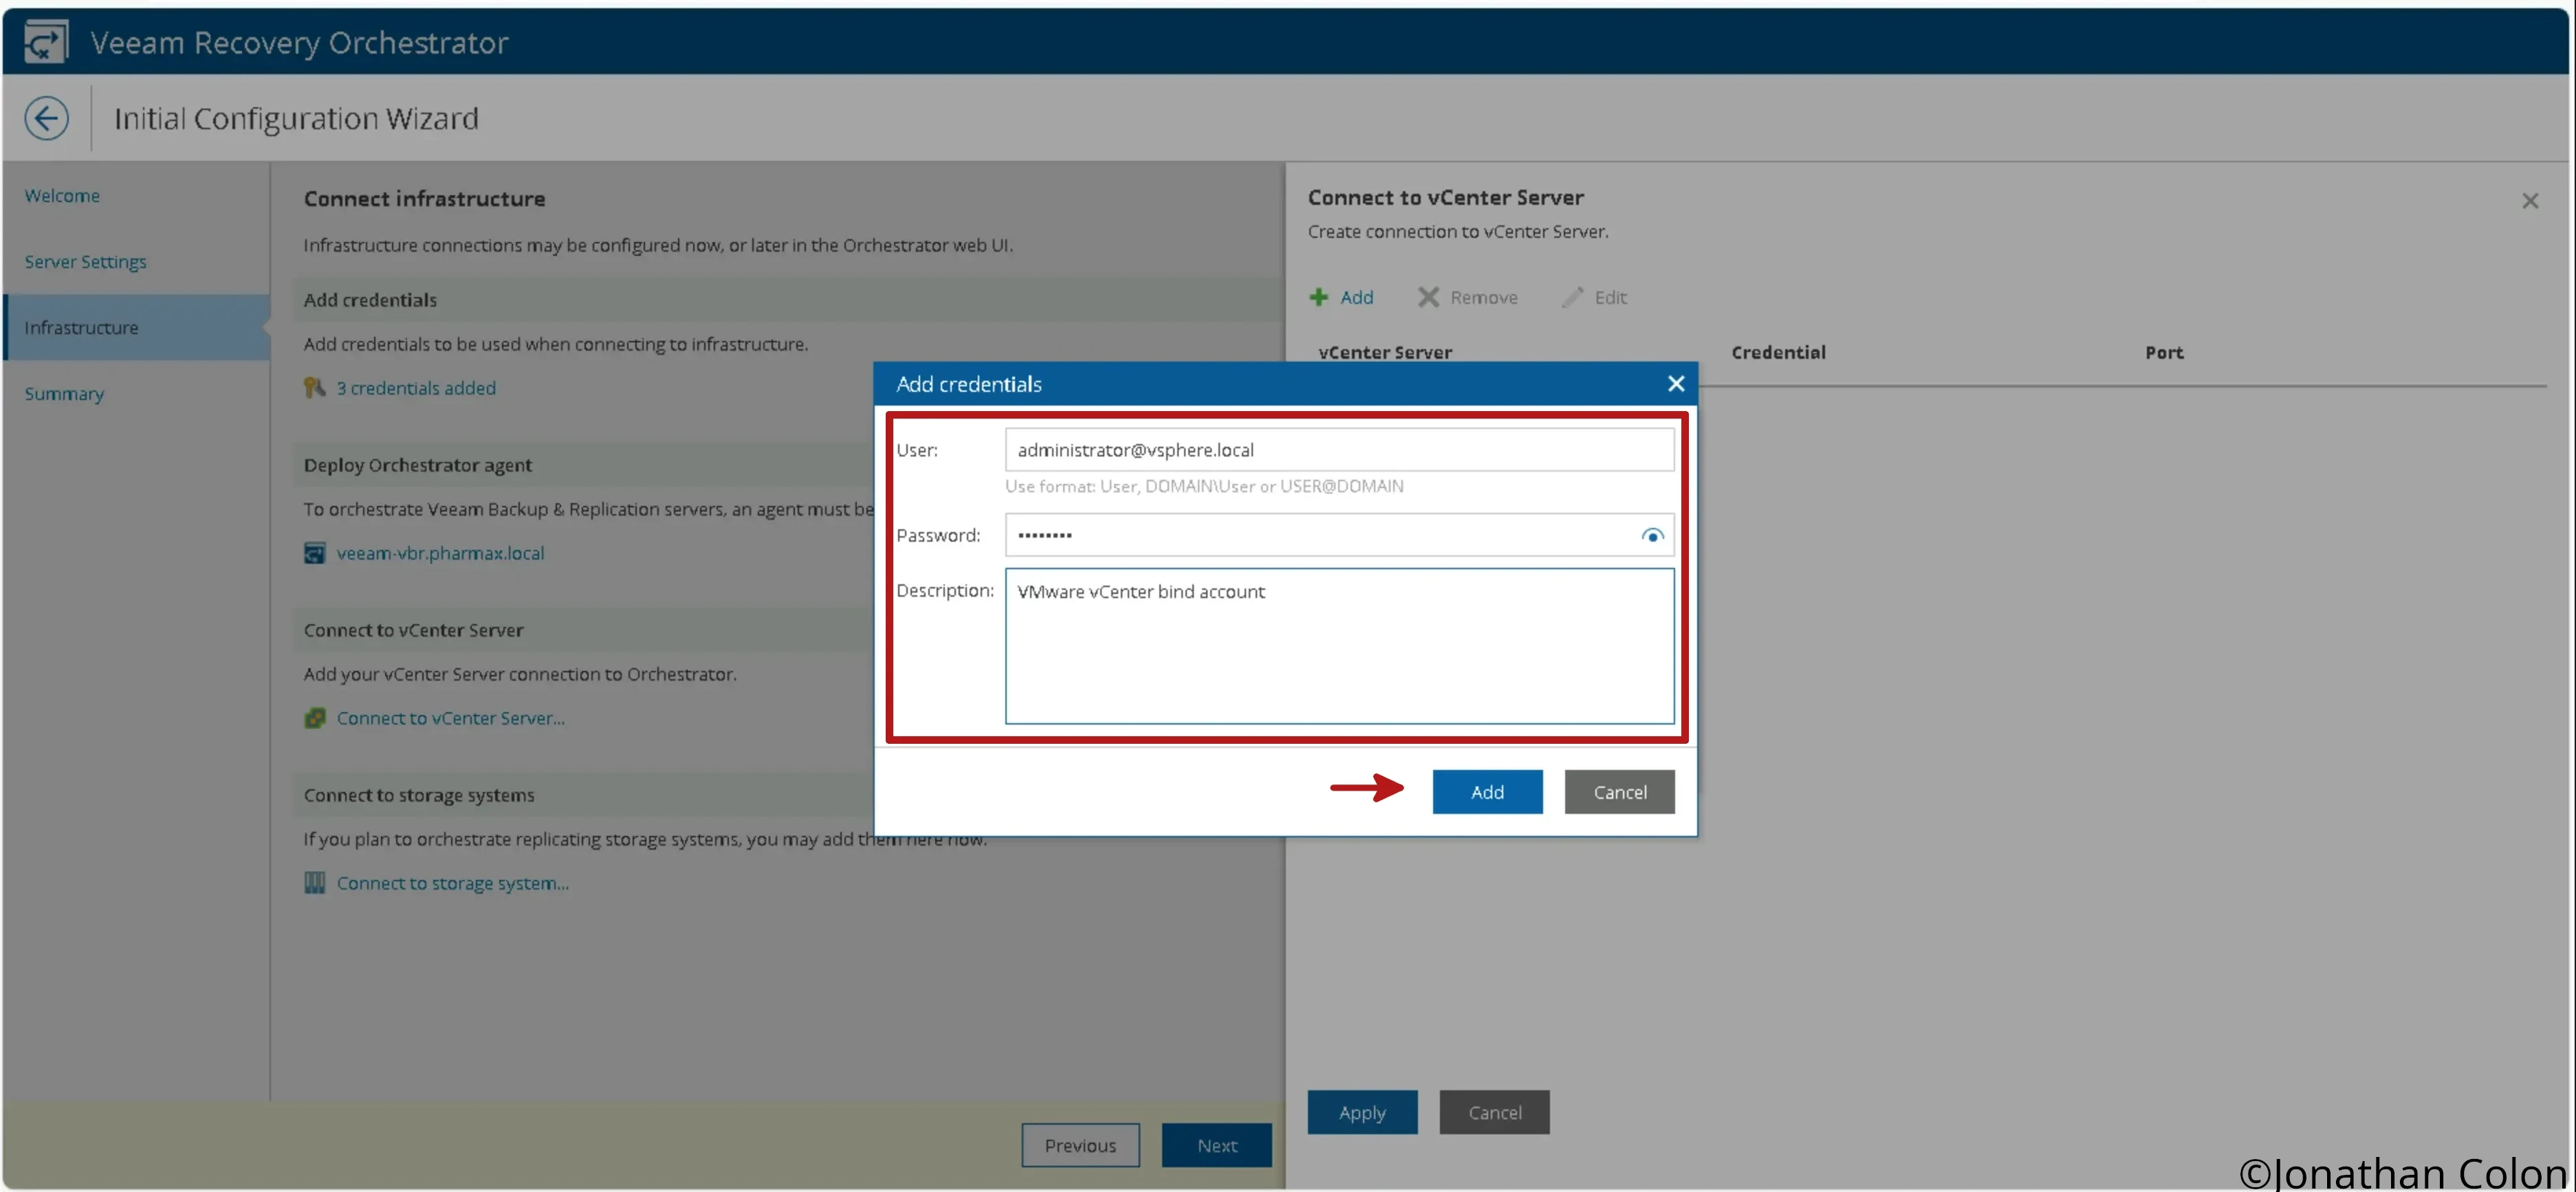 Veeam Recovery Orchestrator
Initial Configuration Wizard
Welcome
Server Settings
Infrastructure
Summary
Connect infrastructure
Infrastructure connections may be configured now, or later in the Orchestrator web UI.
Add credentials
Add credentials to be used when connecting to infrastructure.
3 credentials added
Deploy Orchestrator agent
To orchestrate Veeam Backup & Replication servers, an agent must be
veeam-vbr.pharmax.local
Connect to vCenter Server
Add your vCenter Server connection to Orchestrator.
Connect to vCenter Server...
Connect to storage systems
If you plan to orchestrate replicating storage systems, you may add them here now.
Connect to storage system...
Previous
Next
Connect to vCenter Server
Create connection to vCenter Server.
Add Remove Edit
vCenter Server Credential Port
Add credentials
User: administrator@vsphere.local
Use format: User, DOMAIN\User or USER@DOMAIN
Password: ••••••••
Description: VMware vCenter bind account
Add Cancel
Apply Cancel
©Jonathan Colon